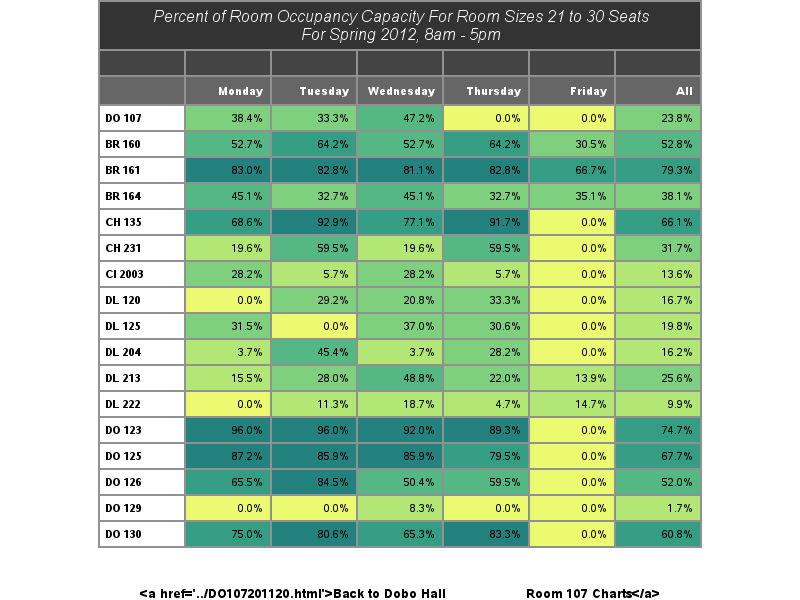 Percent of Room Occupancy Capacity For Room Sizes 21 to 30 Seats
For Spring 2012, 8am - 5pm
Monday Tuesday Wednesday Thursday Friday All
DO 107 38.4% 33.3% 47.2% 0.0% 0.0% 23.8%
BR 160 52.7% 64.2% 52.7% 64.2% 30.5% 52.8%
BR 161 83.0% 82.8% 81.1% 82.8% 66.7% 79.3%
BR 164 45.1% 32.7% 45.1% 32.7% 35.1% 38.1%
CH 135 68.6% 92.9% 77.1% 91.7% 0.0% 66.1%
CH 231 19.6% 59.5% 19.6% 59.5% 0.0% 31.7%
CI 2003 28.2% 5.7% 28.2% 5.7% 0.0% 13.6%
DL 120 0.0% 29.2% 20.8% 33.3% 0.0% 16.7%
DL 125 31.5% 0.0% 37.0% 30.6% 0.0% 19.8%
DL 204 3.7% 45.4% 3.7% 28.2% 0.0% 16.2%
DL 213 15.5% 28.0% 48.8% 22.0% 13.9% 25.6%
DL 222 0.0% 11.3% 18.7% 4.7% 14.7% 9.9%
DO 123 96.0% 96.0% 92.0% 89.3% 0.0% 74.7%
DO 125 87.2% 85.9% 85.9% 79.5% 0.0% 67.7%
DO 126 65.5% 84.5% 50.4% 59.5% 0.0% 52.0%
DO 129 0.0% 0.0% 8.3% 0.0% 0.0% 1.7%
DO 130 75.0% 80.6% 65.3% 83.3% 0.0% 60.8%
<a href='../DO107201120.html'>Back to Dobo Hall Room 107 Charts</a>